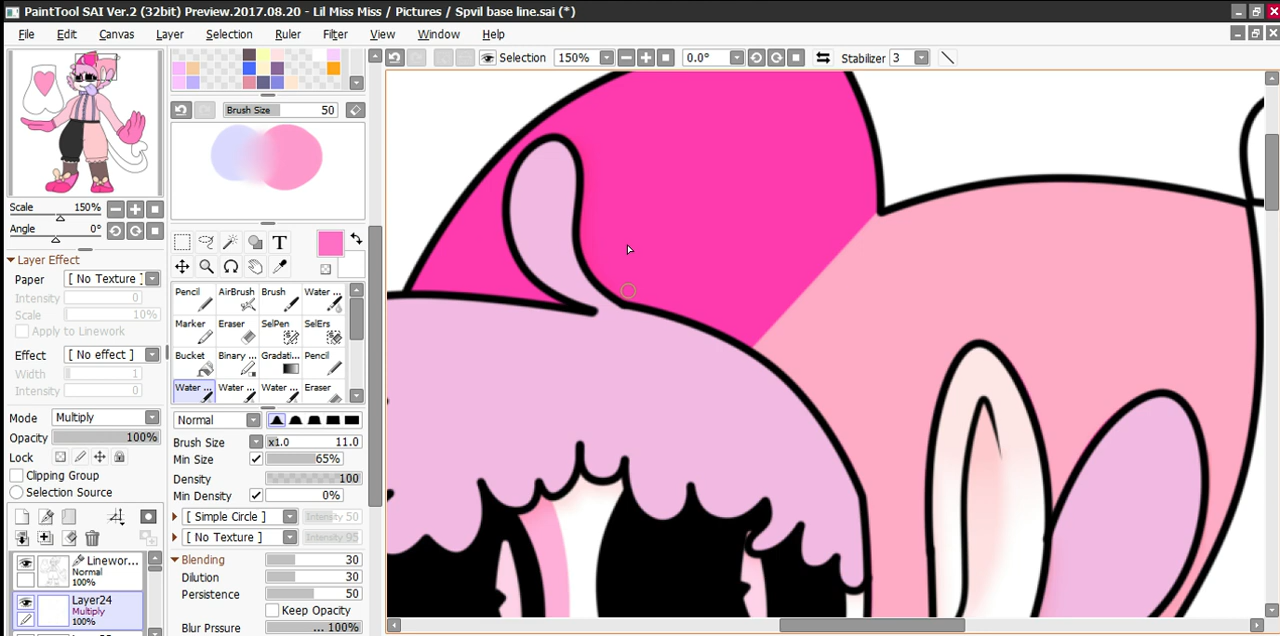 PaintTool SAI Ver.2 (32bit) Preview.2017.08.20 - Lil Miss Miss / Pictures / Spvil base line.sai (*)
File Edit Canvas Layer Selection Ruler Filter View Window Help
Selection 150% 0.0° Stabilizer 3
Brush Size 50
Scale 150%
Angle 0°
Layer Effect
Paper [ No Texture ]
Intensity 0
Scale 10%
Apply to Linework
Effect [ No effect ]
Width 1
Intensity 0
Mode Multiply
Opacity 100%
Lock
Clipping Group
Selection Source
Linewor...
Normal
100%
Layer24
Multiply
100%
T
Pencil AirBrush Brush Water ...
Marker Eraser SelPen SelErs
Bucket Binary ... Gradati... Pencil
Water ... Water ... Water ... Eraser
Normal
Brush Size x1.0 11.0
Min Size 65%
Density 100
Min Density 0%
[ Simple Circle ] Intensity 50
[ No Texture ] Intensity 95
Blending 30
Dilution 30
Persistence 50
Keep Opacity
Blur Prssure ... 100%